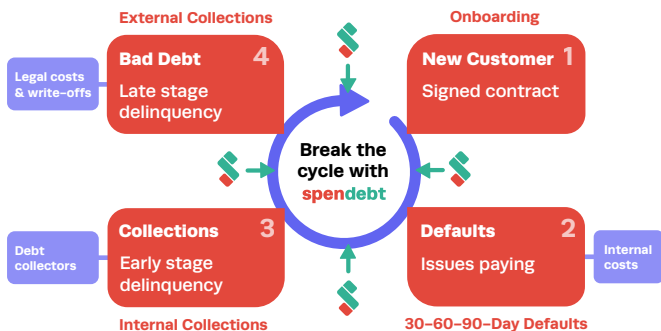 External Collections
Onboarding
Bad Debt 4
Late stage
delinquency
Legal costs
& write-offs
New Customer 1
Signed contract
Break the
cycle with
spendebt
Collections 3
Early stage
delinquency
Debt
collectors
Defaults 2
Issues paying
Internal
costs
Internal Collections
30-60-90-Day Defaults